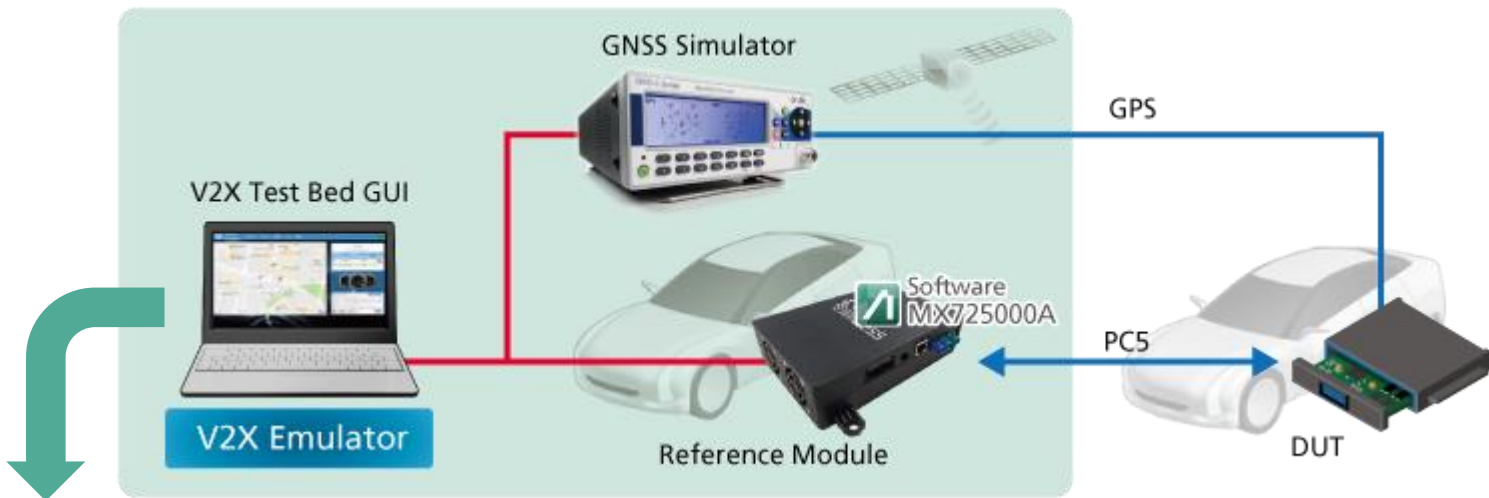 GNSS Simulator
GPS
V2X Test Bed GUI
Software
MX725000A
PC5
V2X Emulator
Reference Module
DUT